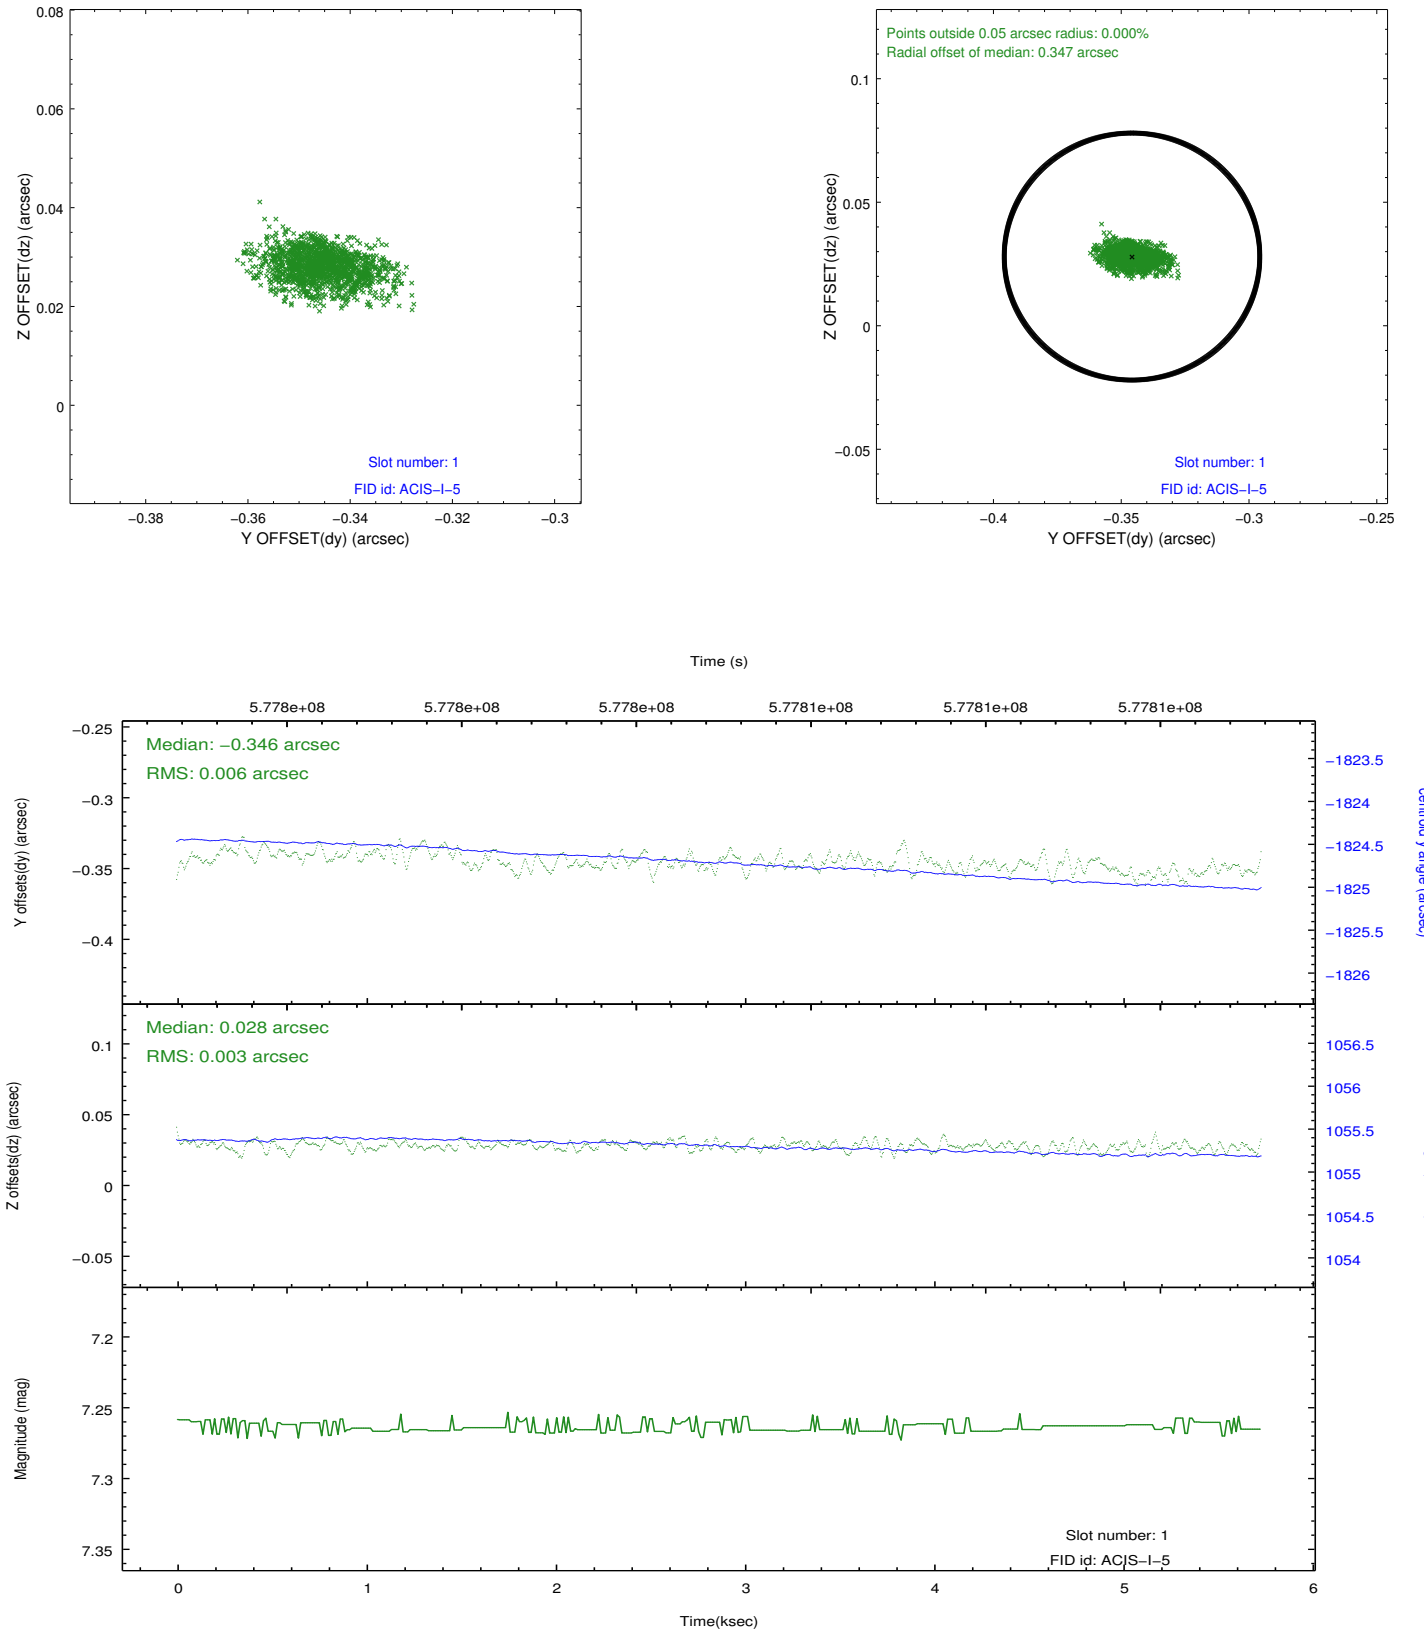 0.08
0.06
0.04
0.02
0
Z OFFSET(dz) (arcsec)
Slot number: 1
FID id: ACIS−I−5
−0.38
−0.36
−0.34
−0.32
−0.3
Y OFFSET(dy) (arcsec)
Points outside 0.05 arcsec radius: 0.000%
Radial offset of median: 0.347 arcsec
0.1
0.05
0
−0.05
Z OFFSET(dz) (arcsec)
Slot number: 1
FID id: ACIS−I−5
−0.4
−0.35
−0.3
−0.25
Y OFFSET(dy) (arcsec)
Time (s)
5.778e+08
5.778e+08
5.778e+08
5.7781e+08
5.7781e+08
5.7781e+08
Median: −0.346 arcsec
RMS: 0.006 arcsec
−0.25
−0.3
−0.35
−0.4
Y offsets(dy) (arcsec)
−1823.5
−1824
−1824.5
−1825
−1825.5
−1826
centroid y angle (arcsec)
Median: 0.028 arcsec
RMS: 0.003 arcsec
0.1
0.05
0
−0.05
Z offsets(dz) (arcsec)
1056.5
1056
1055.5
1055
1054.5
1054
7.2
7.25
7.3
7.35
Magnitude (mag)
Slot number: 1
FID id: ACIS−I−5
0
1
2
3
4
5
6
Time(ksec)